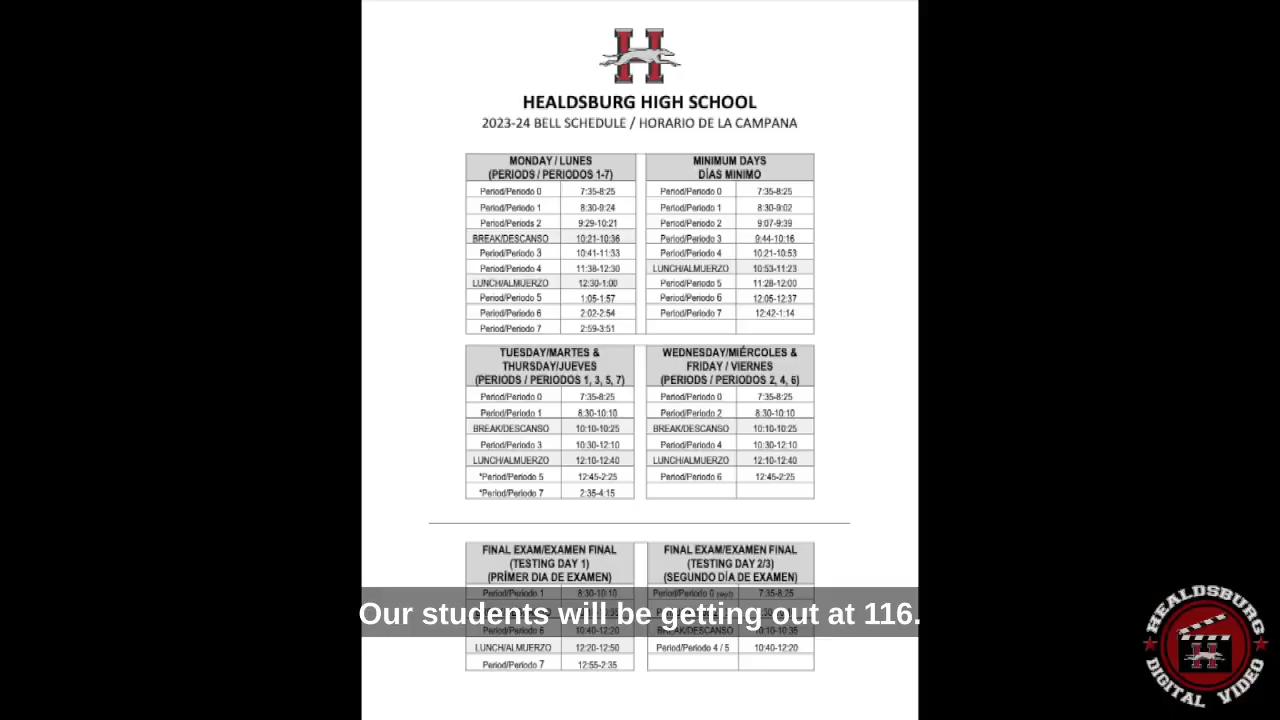 H
HEALDSBURG HIGH SCHOOL
2023-24 BELL SCHEDULE / HORARIO DE LA CAMPANA
MONDAY / LUNES
(PERIODS / PERIODOS 1-7)
Period/Periodo 0 7:35-8:25
Period/Periodo 1 8:30-9:24
Period/Periods 2 9:29-10:21
BREAK/DESCANSO 10:21-10:36
Period/Periodo 3 10:41-11:33
Period/Periodo 4 11:38-12:30
LUNCH/ALMUERZO 12:30-1:00
Period/Periodo 5 1:05-1:57
Period/Periodo 6 2:02-2:54
Period/Periodo 7 2:59-3:51
MINIMUM DAYS
DÍAS MINIMO
Period/Periodo 0 7:35-8:25
Period/Periodo 1 8:30-9:02
Period/Periodo 2 9:07-9:39
Period/Periodo 3 9:44-10:16
Period/Periodo 4 10:21-10:53
LUNCH/ALMUERZO 10:53-11:23
Period/Periodo 5 11:28-12:00
Period/Periodo 6 12:05-12:37
Period/Periodo 7 12:42-1:14
TUESDAY/MARTES &
THURSDAY/JUEVES
(PERIODS / PERIODOS 1, 3, 5, 7)
Period/Periodo 0 7:35-8:25
Period/Periodo 1 8:30-10:10
BREAK/DESCANSO 10:10-10:25
Period/Periodo 3 10:30-12:10
LUNCH/ALMUERZO 12:10-12:40
*Period/Periodo 5 12:45-2:25
*Period/Periodo 7 2:35-4:15
WEDNESDAY/MIÉRCOLES &
FRIDAY / VIERNES
(PERIODS / PERIODOS 2, 4, 6)
Period/Periodo 0 7:35-8:25
Period/Periodo 2 8:30-10:10
BREAK/DESCANSO 10:10-10:25
Period/Periodo 4 10:30-12:10
LUNCH/ALMUERZO 12:10-12:40
Period/Periodo 6 12:45-2:25
FINAL EXAM/EXAMEN FINAL
(TESTING DAY 1)
(PRÍMER DIA DE EXAMEN)
Period/Periodo 1 8:30-10:10
Period/Periodo 6 10:40-12:20
LUNCH/ALMUERZO 12:20-12:50
Period/Periodo 7 12:55-2:35
FINAL EXAM/EXAMEN FINAL
(TESTING DAY 2/3)
(SEGUNDO DÍA DE EXAMEN)
Period/Periodo 0 7:35-8:25
BREAK/DESCANSO 10:10-10:35
Period/Periodo 4 / 5 10:40-12:20
Our students will be getting out at 116.
HEALDSBURG
H
DIGITAL VIDEO